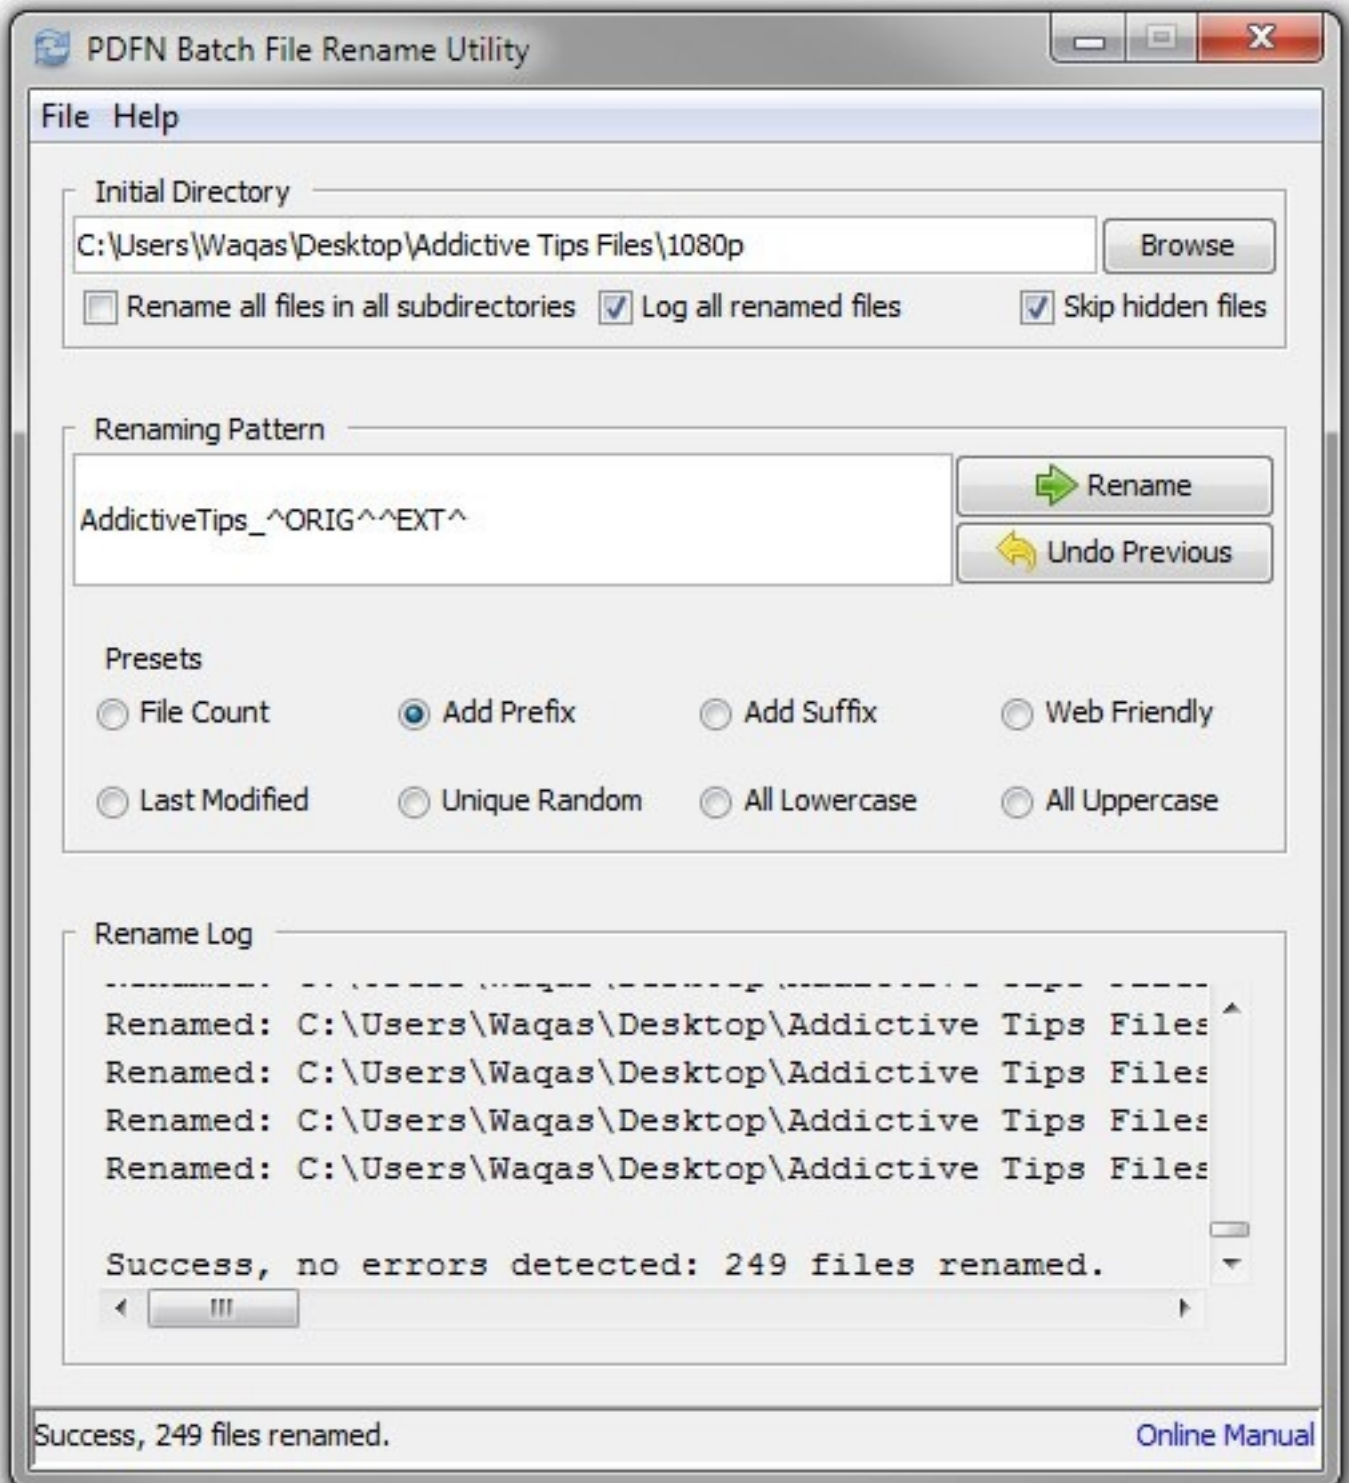 PDFN Batch File Rename Utility
File Help
Initial Directory
C:\Users\Waqas\Desktop\Addictive Tips Files\1080p
Browse
Rename all files in all subdirectories Log all renamed files Skip hidden files
Renaming Pattern
AddictiveTips_^ORIG^^EXT^
Rename
Undo Previous
Presets
File Count Add Prefix Add Suffix Web Friendly
Last Modified Unique Random All Lowercase All Uppercase
Rename Log
Renamed: C:\Users\Waqas\Desktop\Addictive Tips Files
Renamed: C:\Users\Waqas\Desktop\Addictive Tips Files
Renamed: C:\Users\Waqas\Desktop\Addictive Tips Files
Renamed: C:\Users\Waqas\Desktop\Addictive Tips Files
Success, no errors detected: 249 files renamed.
Success, 249 files renamed. Online Manual